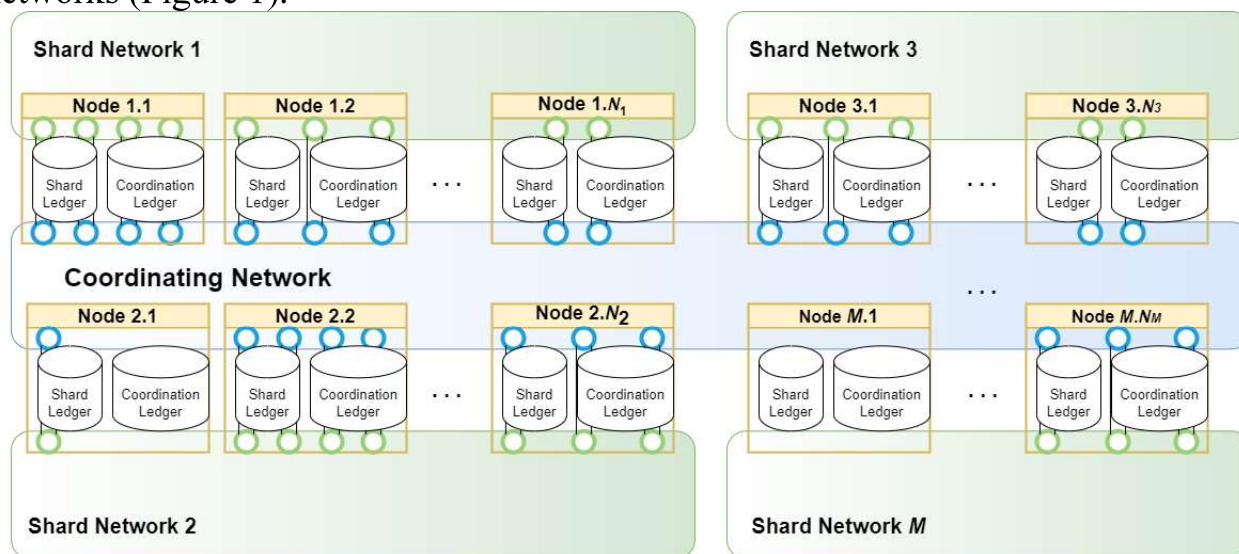 networks (Figure 1).
Shard Network 1
Shard Network 3
Node 1.1
Node 1.2
Node 1.N₁
Node 3.1
Node 3.N₃
Shard
Ledger
Coordination
Ledger
Shard
Ledger
Coordination
Ledger
. . .
Shard
Ledger
Coordination
Ledger
Shard
Ledger
Coordination
Ledger
. . .
Shard
Ledger
Coordination
Ledger
Coordinating Network
. . .
Node 2.1
Node 2.2
Node 2.N₂
Node M.1
Node M.Nₘ
Shard
Ledger
Coordination
Ledger
Shard
Ledger
Coordination
Ledger
. . .
Shard
Ledger
Coordination
Ledger
Shard
Ledger
Coordination
Ledger
. . .
Shard
Ledger
Coordination
Ledger
Shard Network 2
Shard Network M